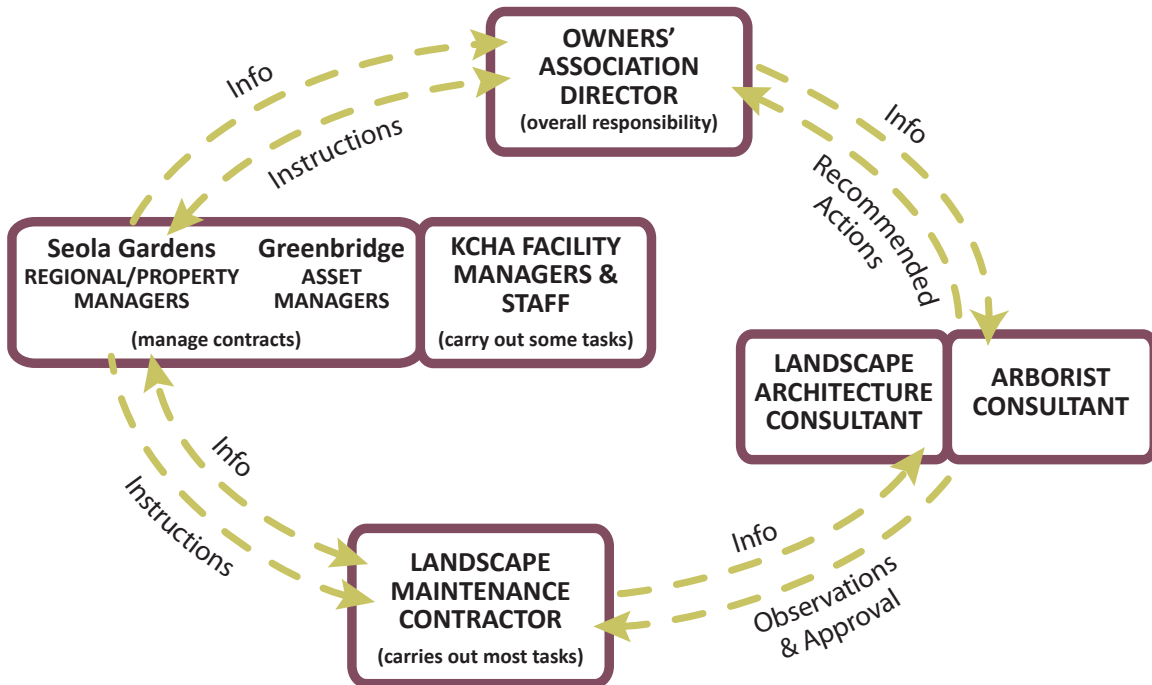 OWNERS’
ASSOCIATION
DIRECTOR
(overall responsibility)
Info
Instructions
Info
Recommended
Actions
Seola Gardens
REGIONAL/PROPERTY
MANAGERS
Greenbridge
ASSET
MANAGERS
(manage contracts)
KCHA FACILITY
MANAGERS &
STAFF
(carry out some tasks)
LANDSCAPE
ARCHITECTURE
CONSULTANT
ARBORIST
CONSULTANT
Info
Instructions
LANDSCAPE
MAINTENANCE
CONTRACTOR
(carries out most tasks)
Info
Observations
& Approval